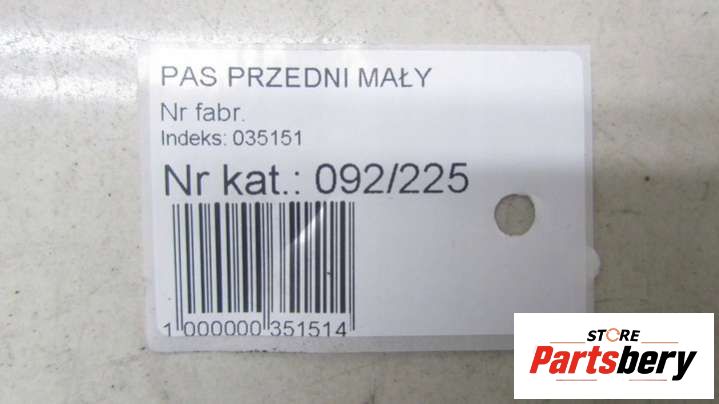 PAS PRZEDNI MAŁY
Nr fabr.
Indeks: 035151
Nr kat.: 092/225
1 000000 351514
STORE
Partsbery